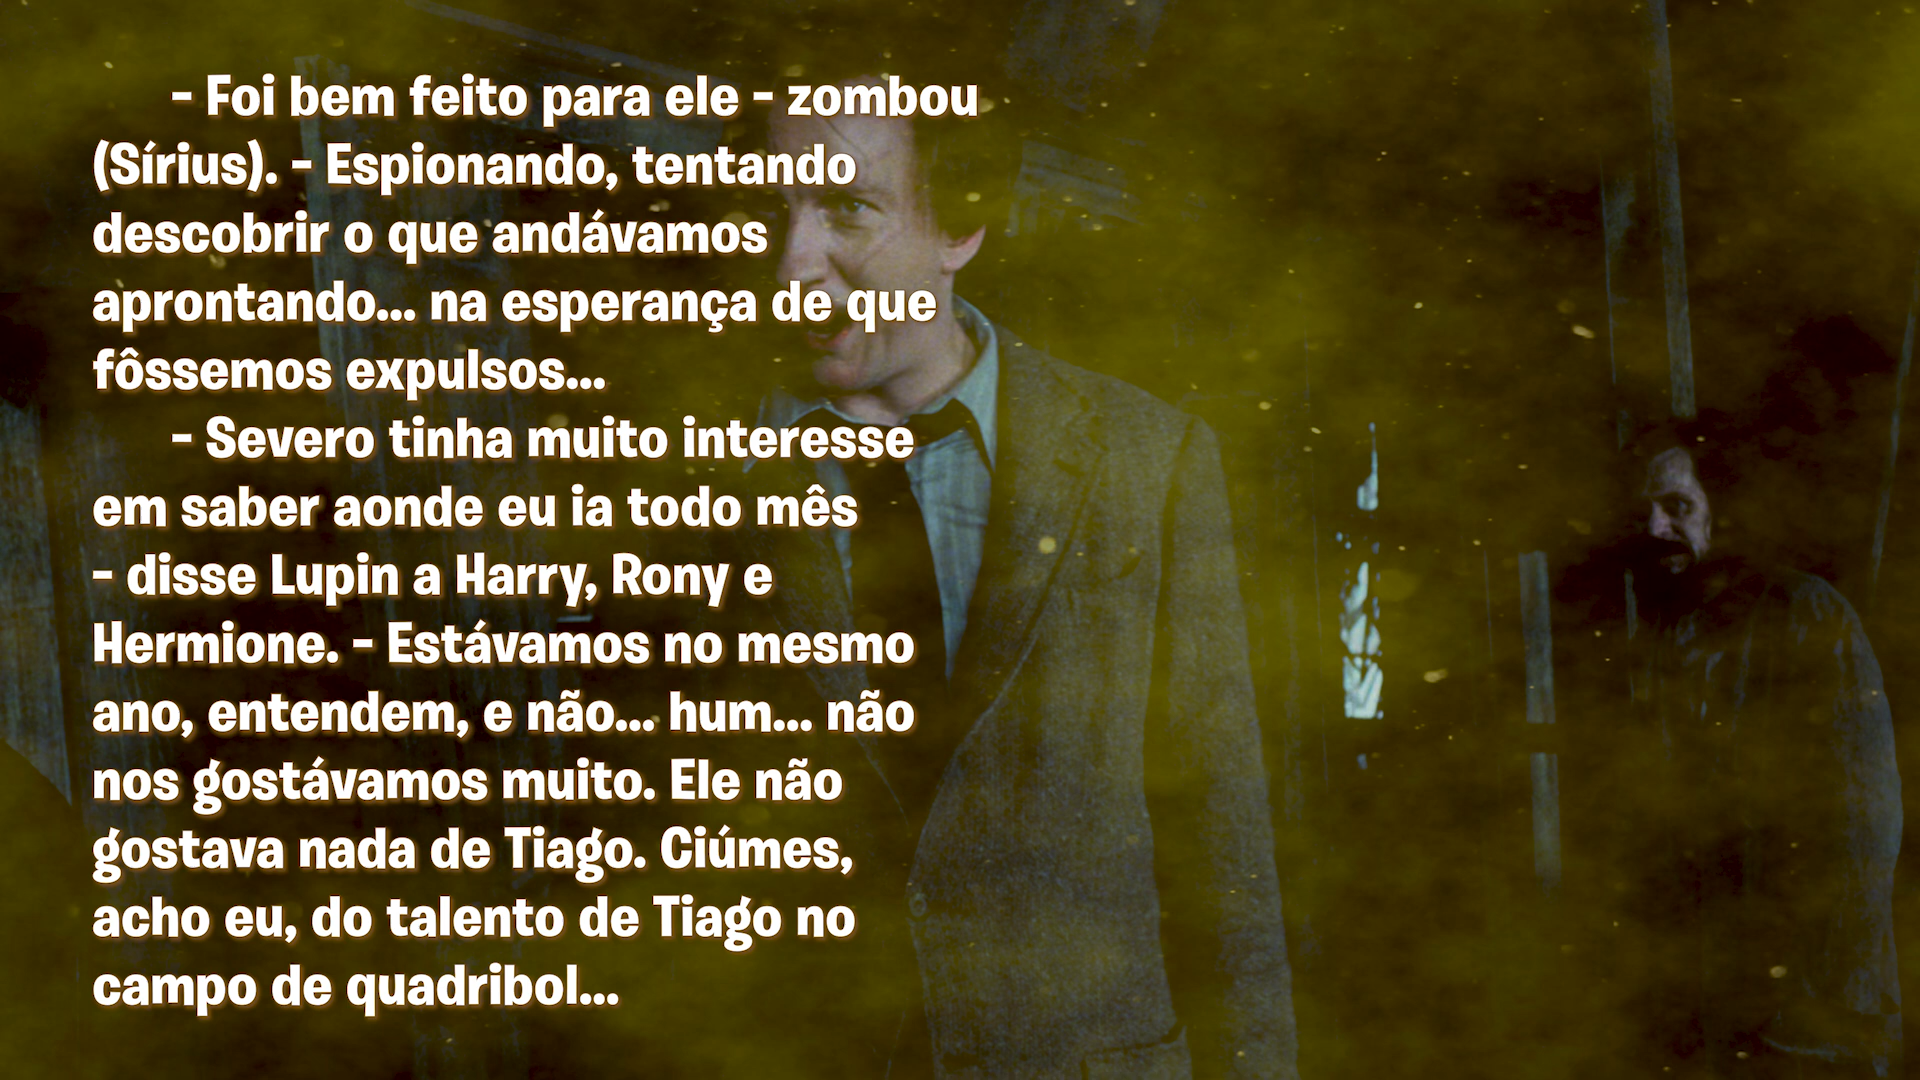 - Foi bem feito para ele - zombou
(Sírius). - Espionando, tentando
descobrir o que andávamos
aprontando... na esperança de que
fôssemos expulsos...
- Severo tinha muito interesse
em saber aonde eu ia todo mês
- disse Lupin a Harry, Rony e
Hermione. - Estávamos no mesmo
ano, entendem, e não... hum... não
nos gostávamos muito. Ele não
gostava nada de Tiago. Ciúmes,
acho eu, do talento de Tiago no
campo de quadribol...